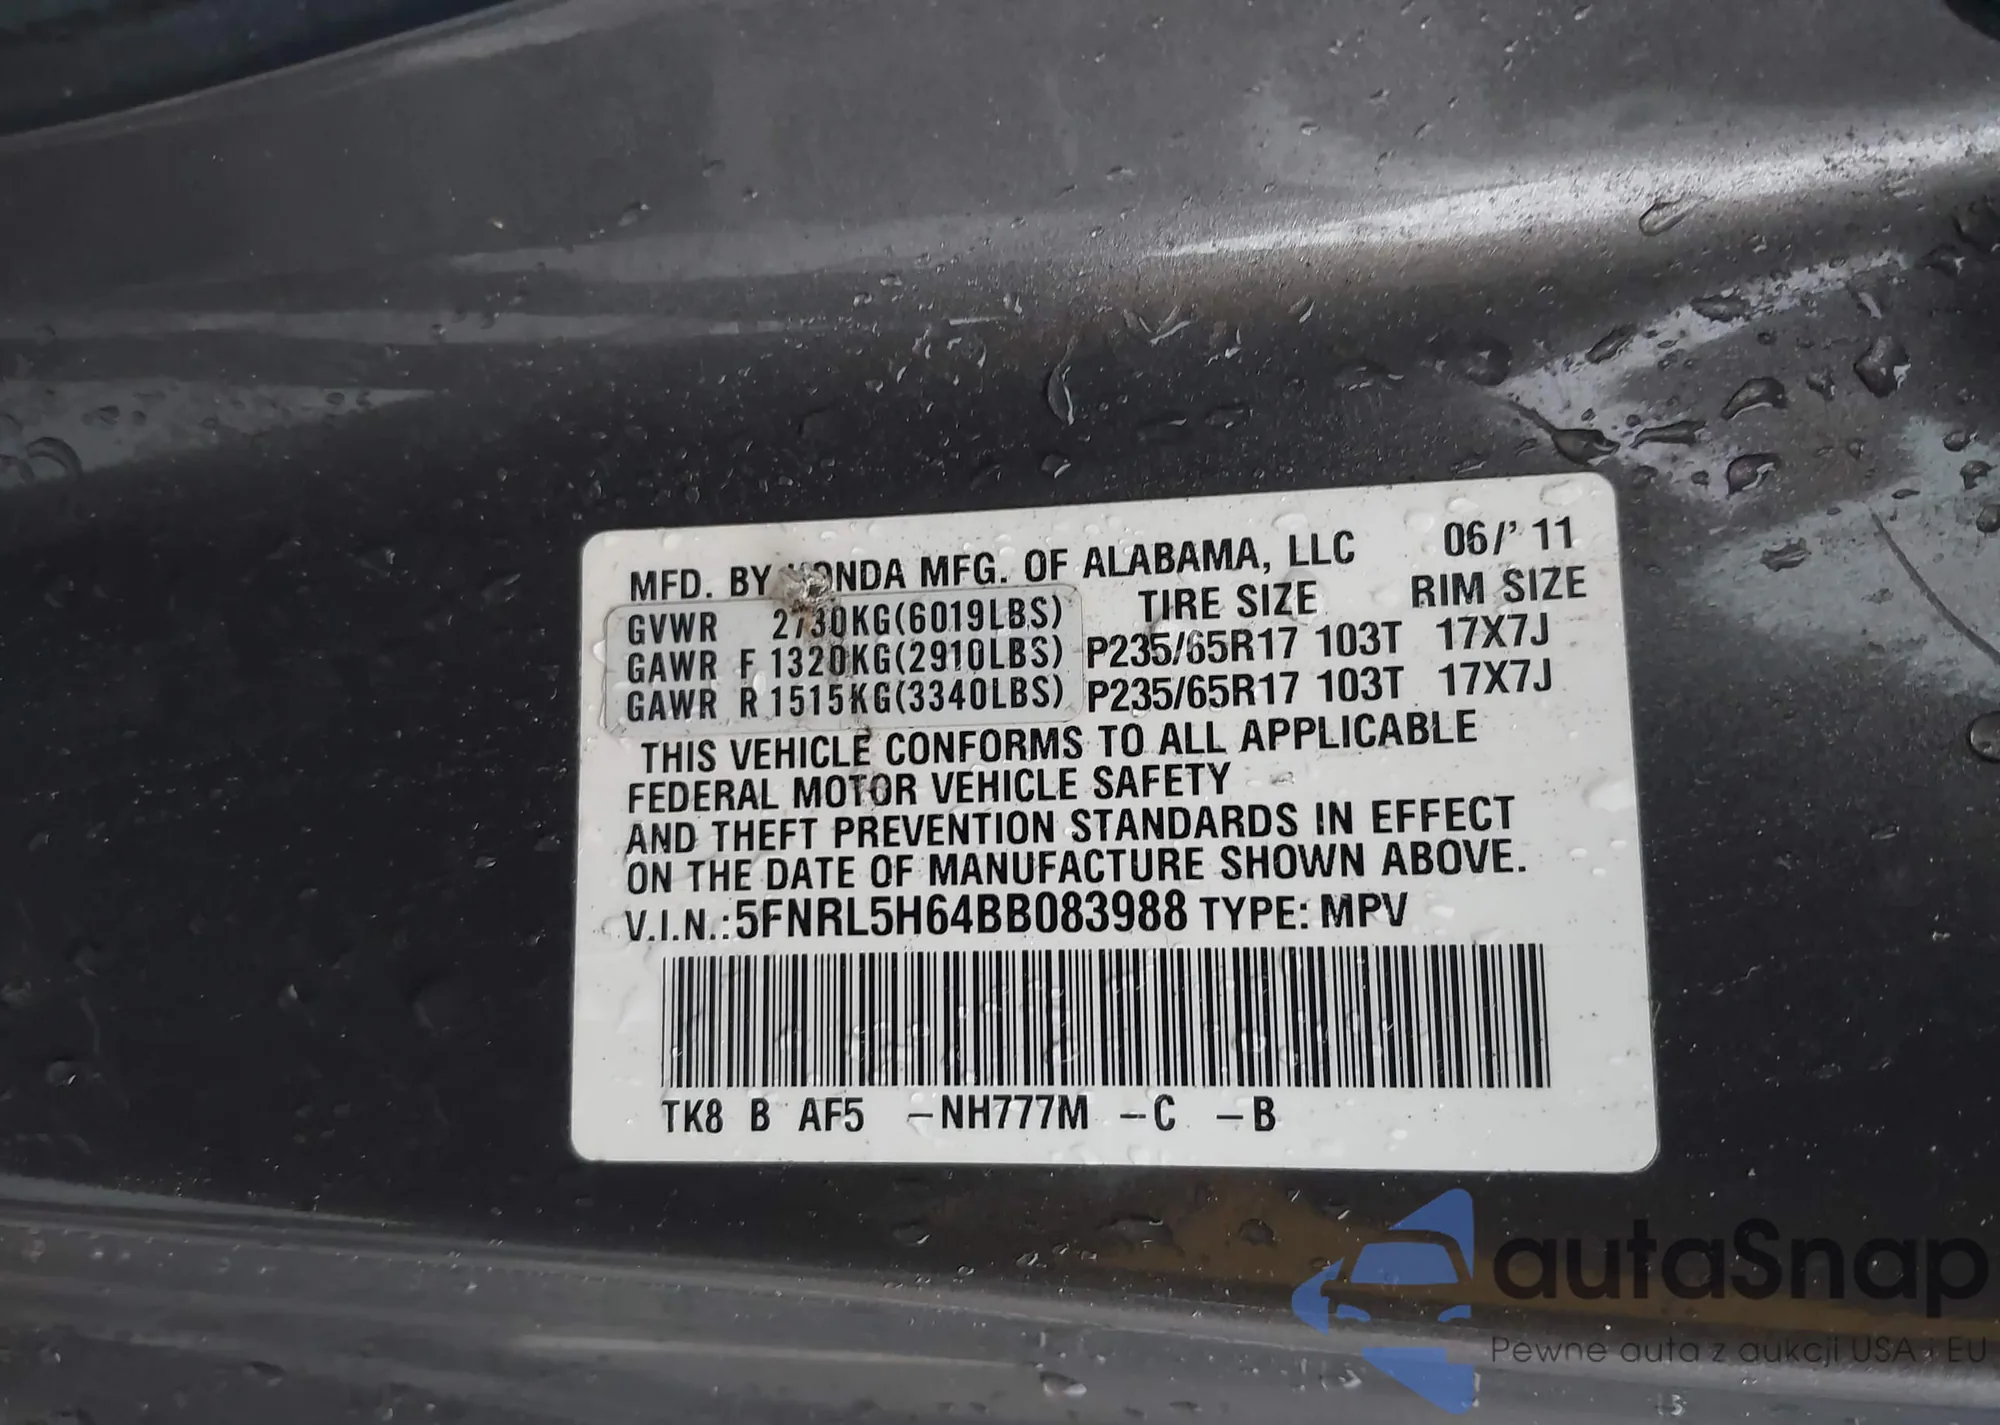 MFD. BY HONDA MFG. OF ALABAMA, LLC 06/'11
TIRE SIZE RIM SIZE
GVWR 2730KG(6019LBS)
GAWR F 1320KG(2910LBS) P235/65R17 103T 17X7J
GAWR R 1515KG(3340LBS) P235/65R17 103T 17X7J
THIS VEHICLE CONFORMS TO ALL APPLICABLE
FEDERAL MOTOR VEHICLE SAFETY
AND THEFT PREVENTION STANDARDS IN EFFECT
ON THE DATE OF MANUFACTURE SHOWN ABOVE.
V.I.N.:5FNRL5H64BB083988 TYPE: MPV
TK8 B AF5 –NH777M –C –B
autaSnap
Pewne auta z aukcji USA i EU